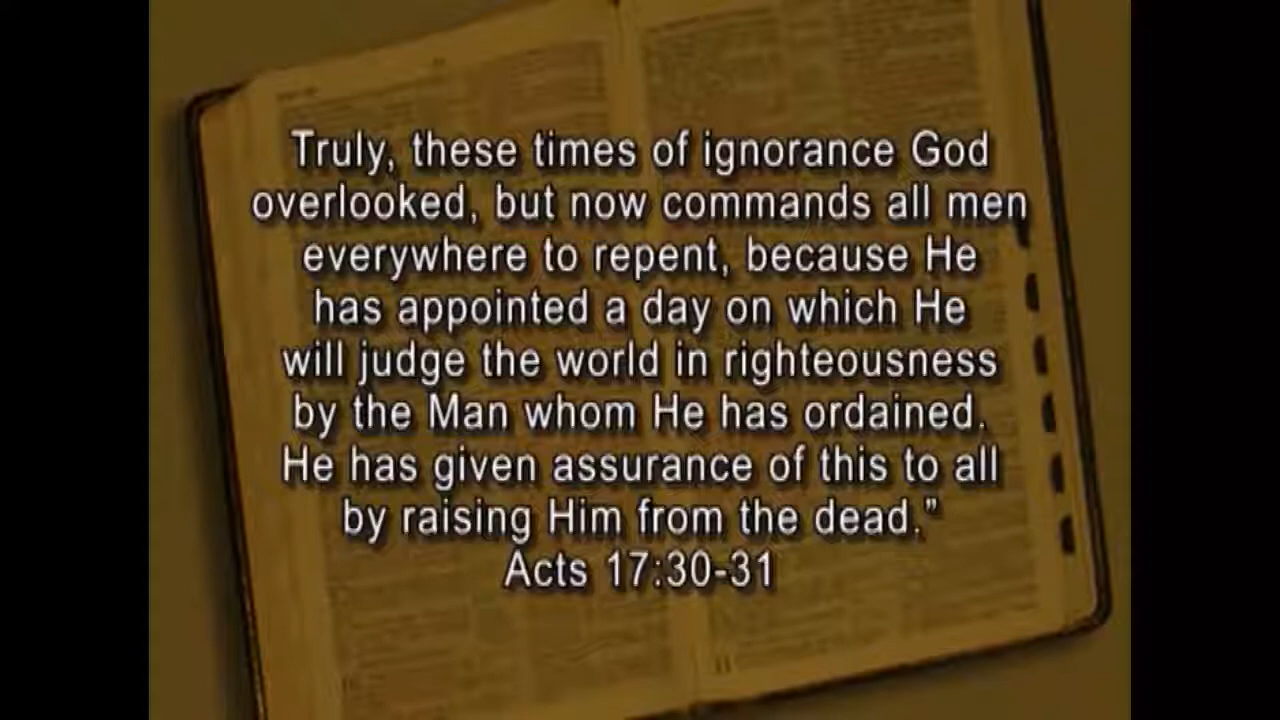 Truly, these times of ignorance God
overlooked, but now commands all men
everywhere to repent, because He
has appointed a day on which He
will judge the world in righteousness
by the Man whom He has ordained.
He has given assurance of this to all
by raising Him from the dead.”
Acts 17:30-31